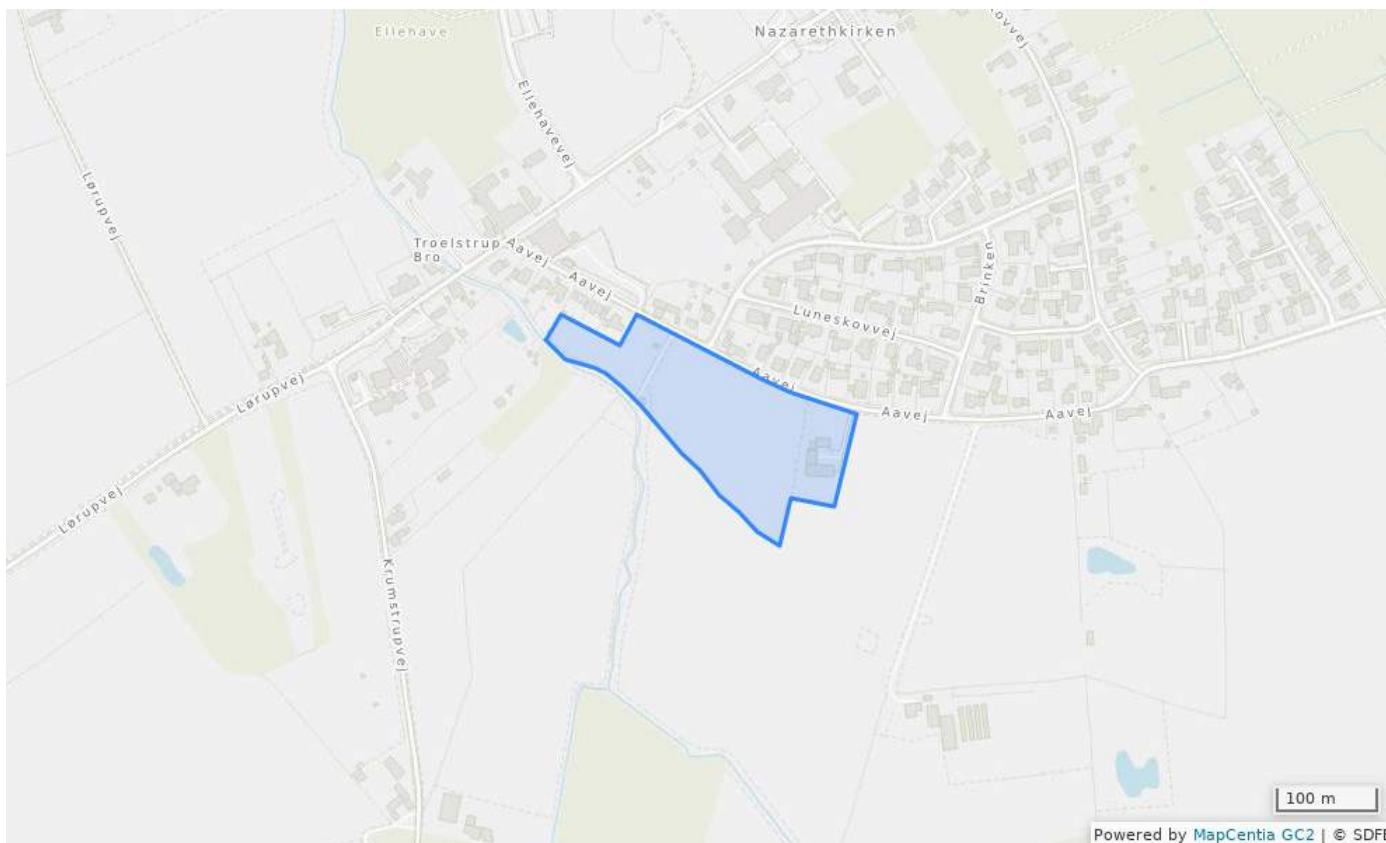 Ellehave
Nazarethkirken
Ellehavevej
Lørupvej
Troelstrup
Bro
Aavej
Aavej
Luneskovvej
Brinken
Aavej
Aavej
Aavej
Lørupvej
Lørupvej
Krumstrupvej
100 m
Powered by MapCentia GC2 | © SDFE